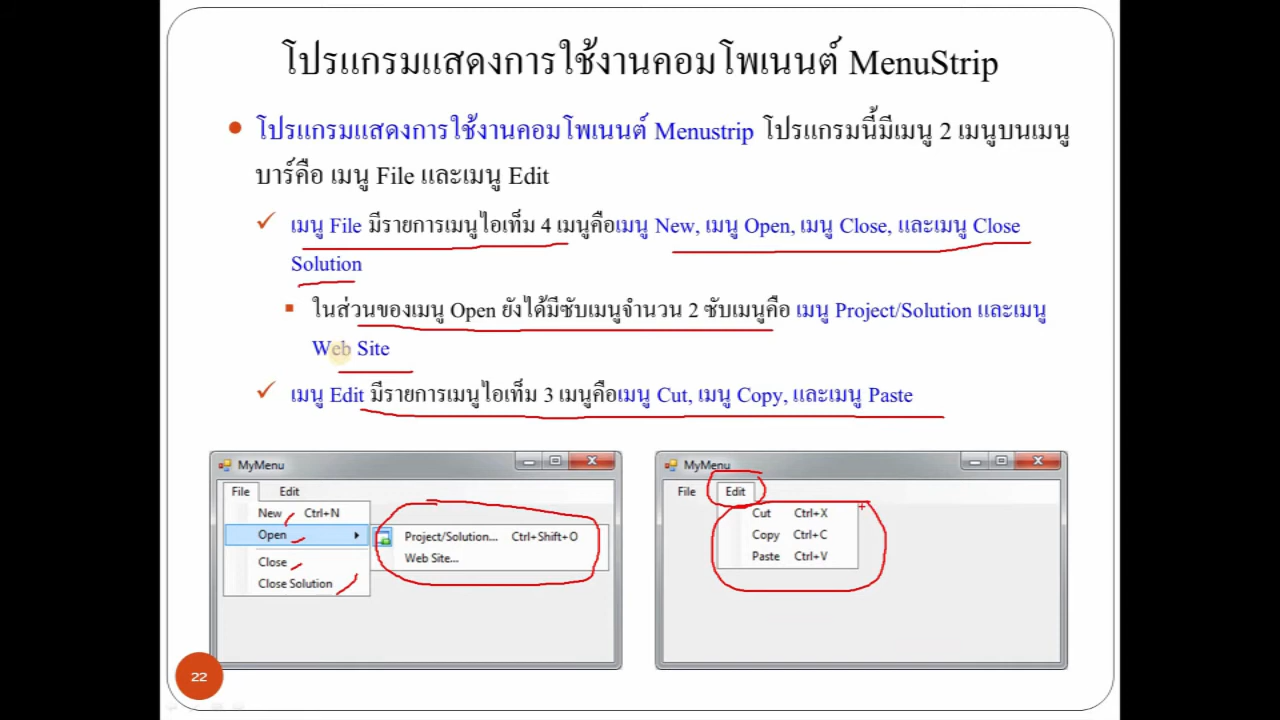 โปรแกรมแสดงการใช้งานคอมโพเนนต์ MenuStrip
โปรแกรมแสดงการใช้งานคอมโพเนนต์ Menustrip โปรแกรมนี้มีเมนู 2 เมนูบนเมนู
บาร์คือ เมนู File และเมนู Edit
เมนู File มีรายการเมนูไอเท็ม 4 เมนูคือเมนู New, เมนู Open, เมนู Close, และเมนู Close
Solution
ในส่วนของเมนู Open ยังได้มีซับเมนูจำนวน 2 ซับเมนูคือ เมนู Project/Solution และเมนู
Web Site
เมนู Edit มีรายการเมนูไอเท็ม 3 เมนูคือเมนู Cut, เมนู Copy, และเมนู Paste
MyMenu
File Edit
New Ctrl+N
Open
Project/Solution... Ctrl+Shift+O
Web Site...
Close
Close Solution
MyMenu
File Edit
Cut Ctrl+X
Copy Ctrl+C
Paste Ctrl+V
22